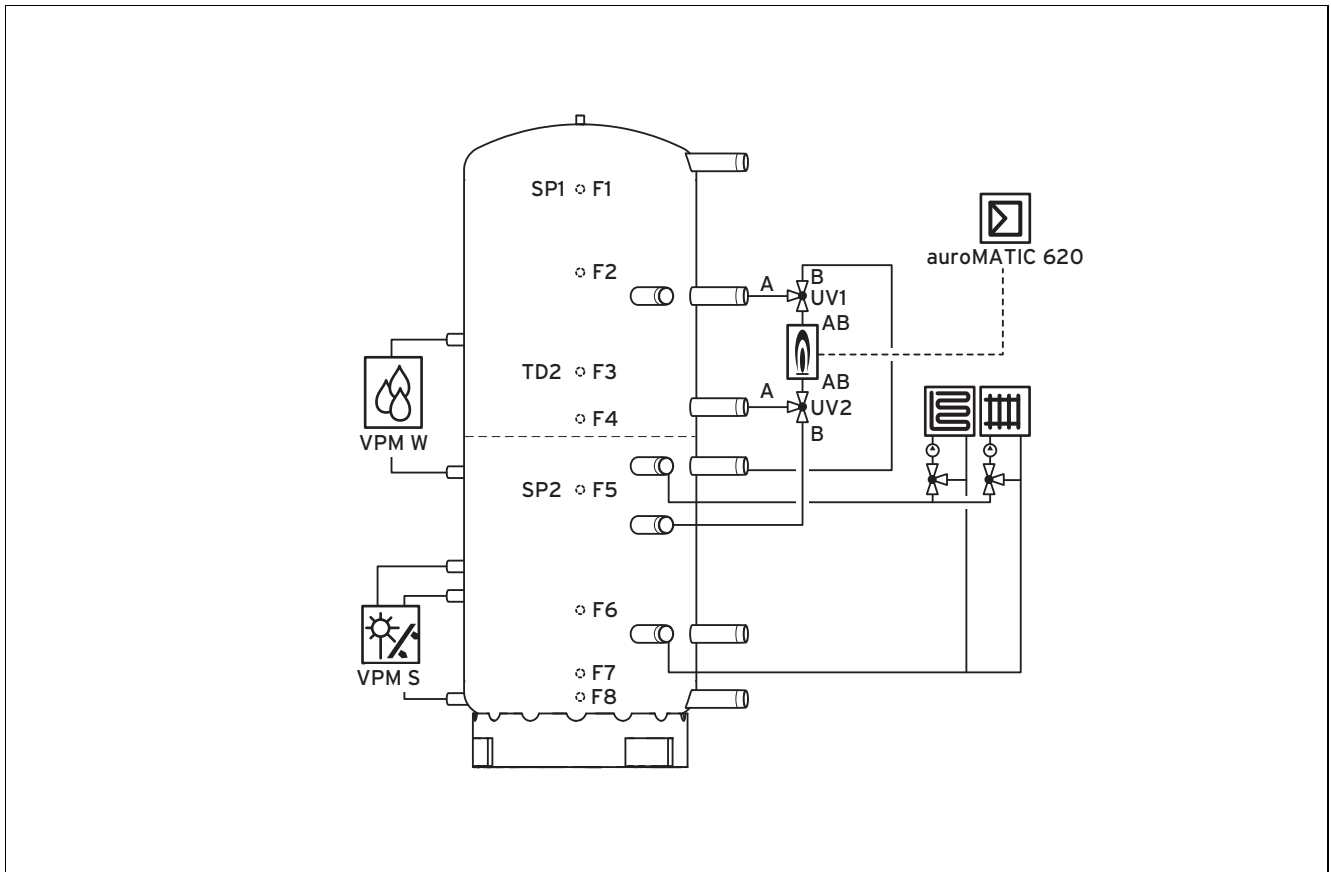 SP1 F1
auroMATIC 620
F2
B
A
UV1
AB
TD2 F3
AB
A
UV2
F4
B
VPM W
SP2 F5
F6
VPM S
F7
F8